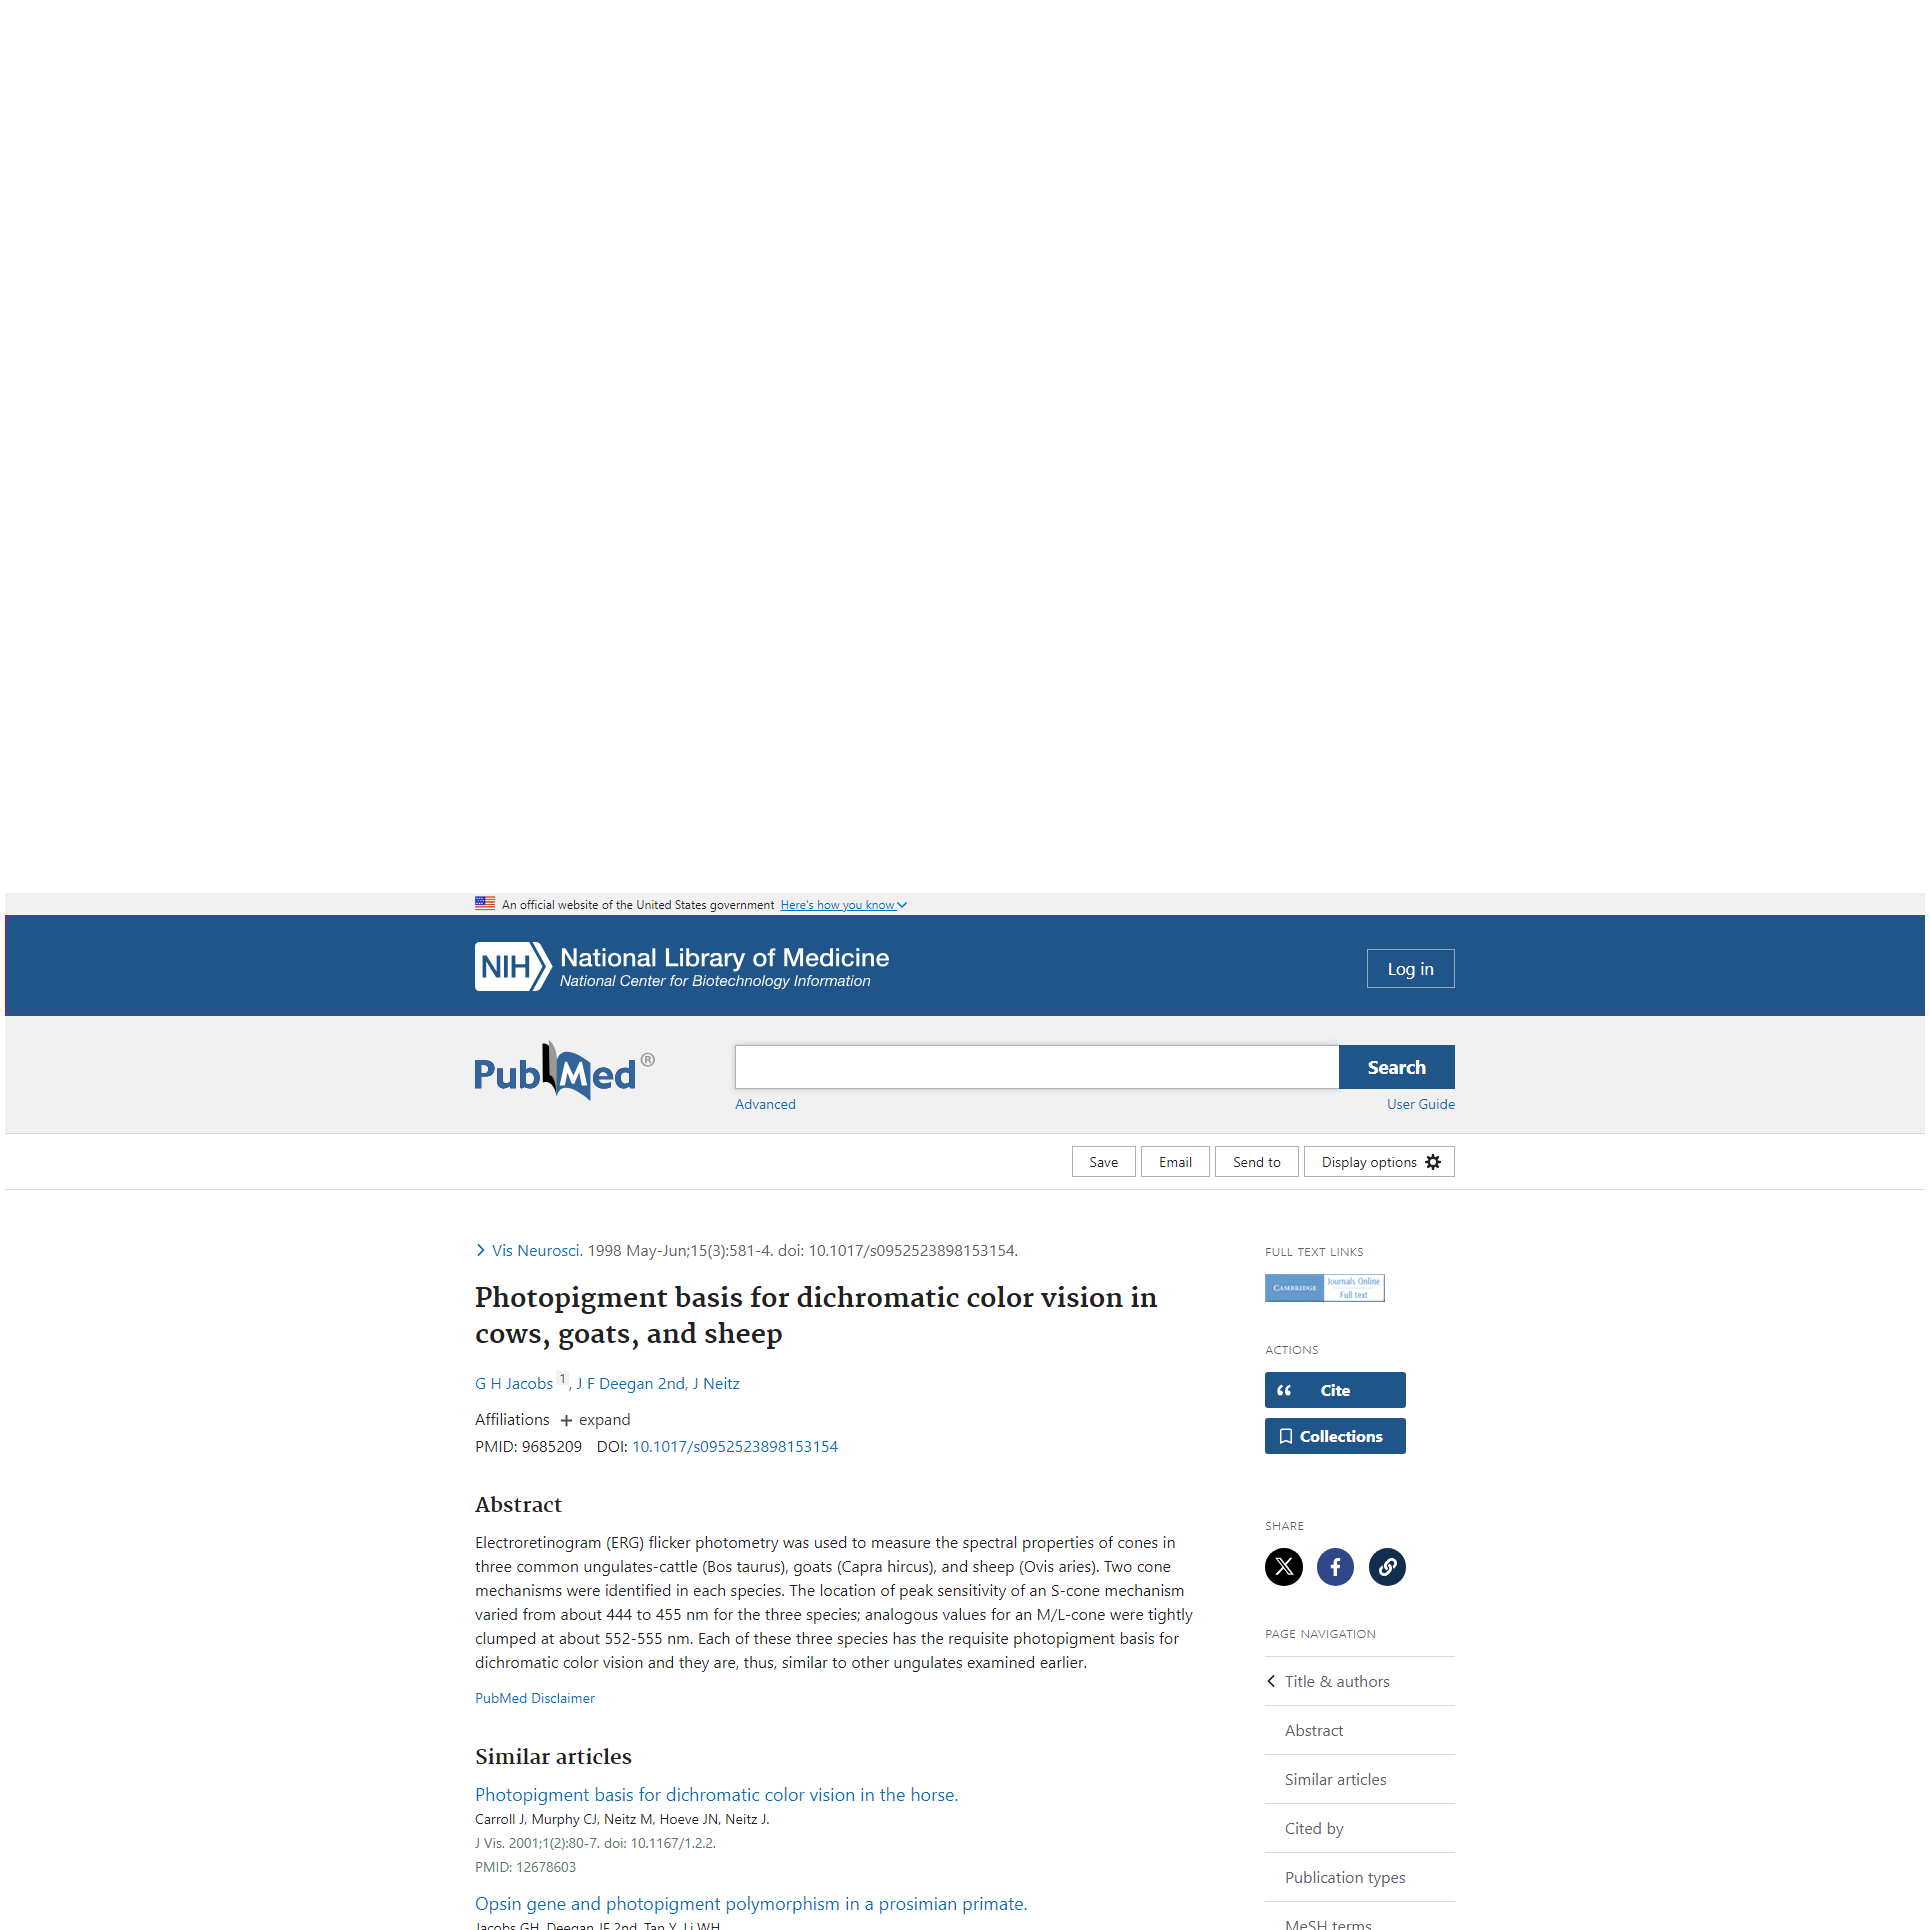 An official website of the United States government Here's how you know
NIH National Library of Medicine
National Center for Biotechnology Information
Log in
PubMed®
Search
Advanced
User Guide
Save
Email
Send to
Display options
Vis Neurosci. 1998 May-Jun;15(3):581-4. doi: 10.1017/s0952523898153154.
Photopigment basis for dichromatic color vision in
cows, goats, and sheep
G H Jacobs 1, J F Deegan 2nd, J Neitz
Affiliations + expand
PMID: 9685209 DOI: 10.1017/s0952523898153154
Abstract
Electroretinogram (ERG) flicker photometry was used to measure the spectral properties of cones in
three common ungulates-cattle (Bos taurus), goats (Capra hircus), and sheep (Ovis aries). Two cone
mechanisms were identified in each species. The location of peak sensitivity of an S-cone mechanism
varied from about 444 to 455 nm for the three species; analogous values for an M/L-cone were tightly
clumped at about 552-555 nm. Each of these three species has the requisite photopigment basis for
dichromatic color vision and they are, thus, similar to other ungulates examined earlier.
PubMed Disclaimer
Similar articles
Photopigment basis for dichromatic color vision in the horse.
Carroll J, Murphy CJ, Neitz M, Hoeve JN, Neitz J.
J Vis. 2001;1(2):80-7. doi: 10.1167/1.2.2.
PMID: 12678603
Opsin gene and photopigment polymorphism in a prosimian primate.
Jacobs GH, Deegan JF 2nd, Tan Y, Li WH.
FULL TEXT LINKS
CAMBRIDGE Journals Online
Full text
ACTIONS
Cite
Collections
SHARE
PAGE NAVIGATION
Title & authors
Abstract
Similar articles
Cited by
Publication types
MeSH terms